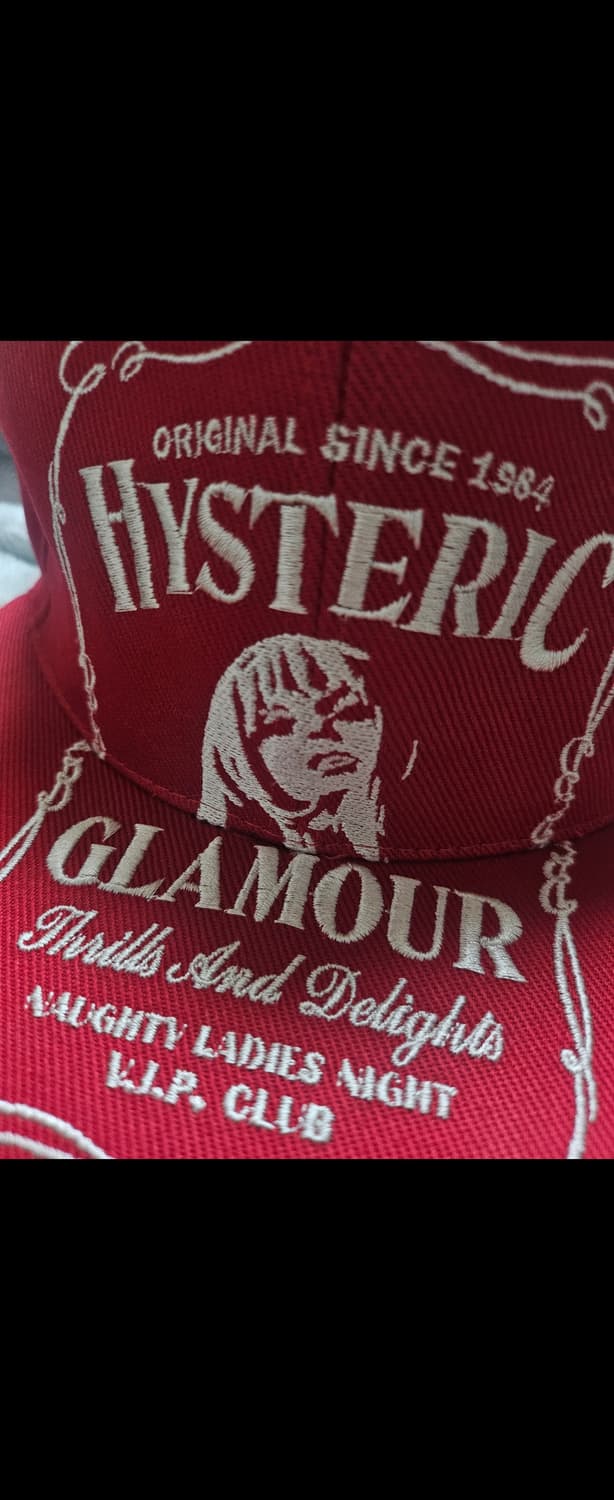 ORIGINAL SINCE 1984
HYSTERIC
GLAMOUR
Thrills And Delights
NAUGHTY LADIES NIGHT
V.I.P. CLUB